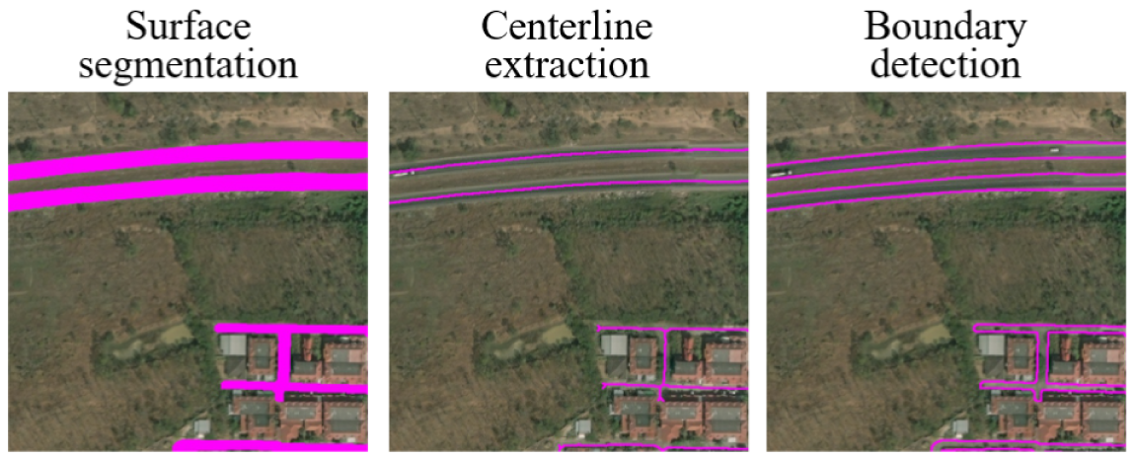 Surface
segmentation
Centerline
extraction
Boundary
detection